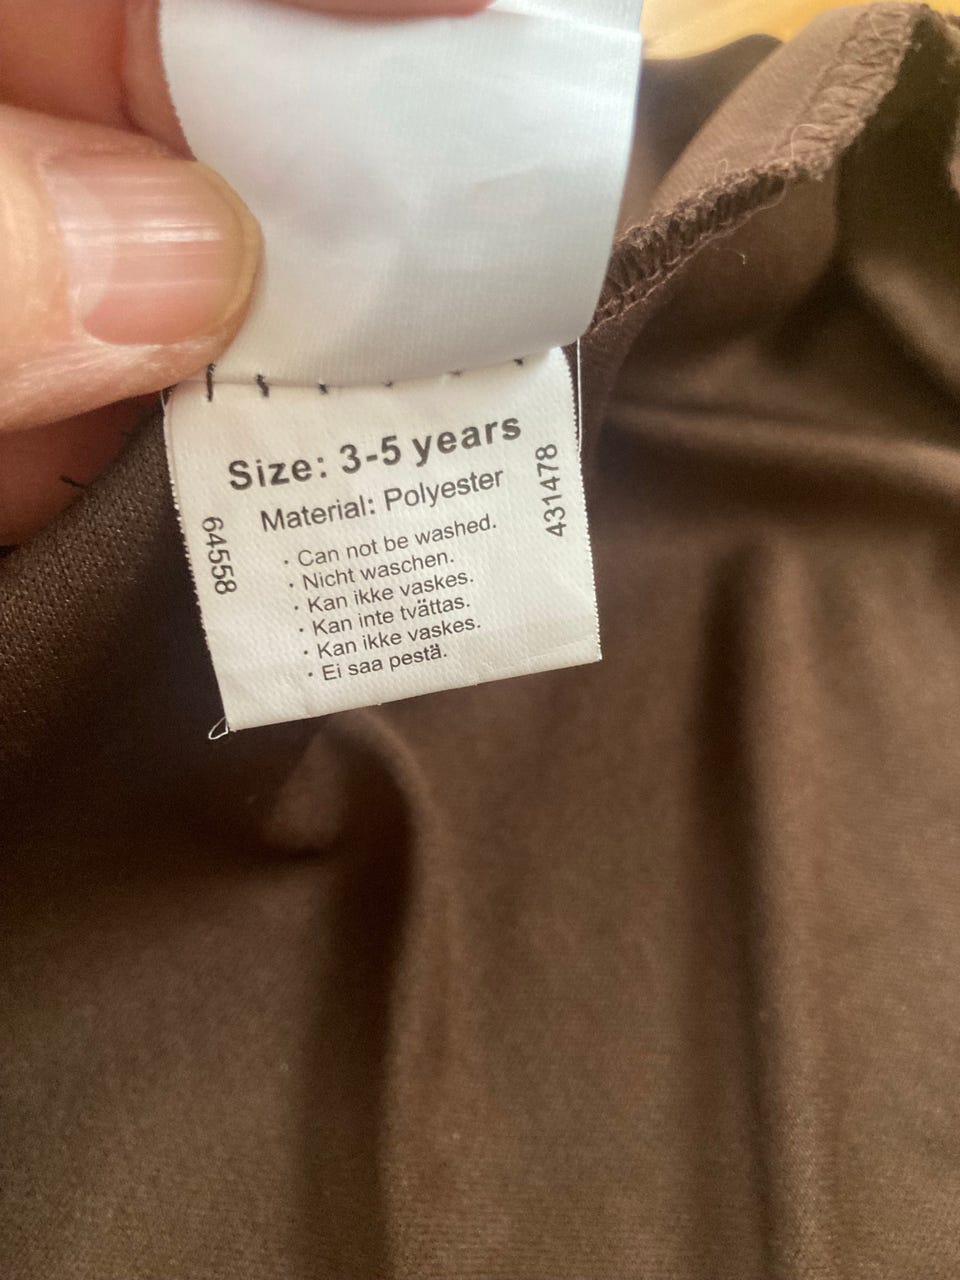 Size: 3-5 years
Material: Polyester
· Can not be washed.
· Nicht waschen.
· Kan ikke vaskes.
· Kan inte tvättas.
· Kan ikke vaskes.
· Ei saa pestä.
64558
431478